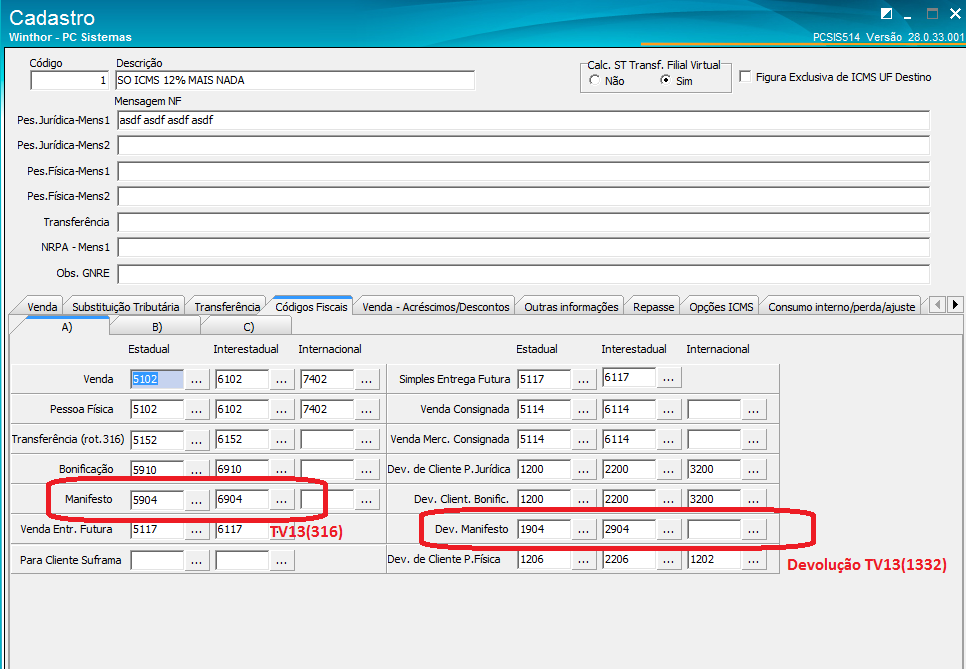 Cadastro
Winthor - PC Sistemas
PCSIS514 Versão 28.0.33.001
Código
Descrição
1
SO ICMS 12% MAIS NADA
Calc. ST Transf. Filial Virtual
Não
Sim
Figura Exclusiva de ICMS UF Destino
Mensagem NF
Pes.Jurídica-Mens1 asdf asdf asdf asdf
Pes.Jurídica-Mens2
Pes.Física-Mens1
Pes.Física-Mens2
Transferência
NRPA - Mens1
Obs. GNRE
Venda Substituição Tributária Transferência Códigos Fiscais Venda - Acréscimos/Descontos Outras informações Repasse Opções ICMS Consumo interno/perda/ajuste
A) B) C)
Estadual Interestadual Internacional Estadual Interestadual Internacional
Venda 5102 ... 6102 ... 7402 ... Simples Entrega Futura 5117 ... 6117 ...
Pessoa Física 5102 ... 6102 ... 7402 ... Venda Consignada 5114 ... 6114 ... ...
Transferência (rot.316) 5152 ... 6152 ... ... Venda Merc. Consignada 5114 ... 6114 ... ...
Bonificação 5910 ... 6910 ... ... Dev. de Cliente P.Jurídica 1200 ... 2200 ... 3200 ...
Manifesto 5904 ... 6904 ... ... Dev. Client. Bonific. 1200 ... 2200 ... 3200 ...
Venda Entr. Futura 5117 ... 6117 ... Dev. Manifesto 1904 ... 2904 ... ...
TV13(316)
Para Cliente Suframa ... ... Dev. de Cliente P.Física 1206 ... 2206 ... 1202 ...
Devolução TV13(1332)